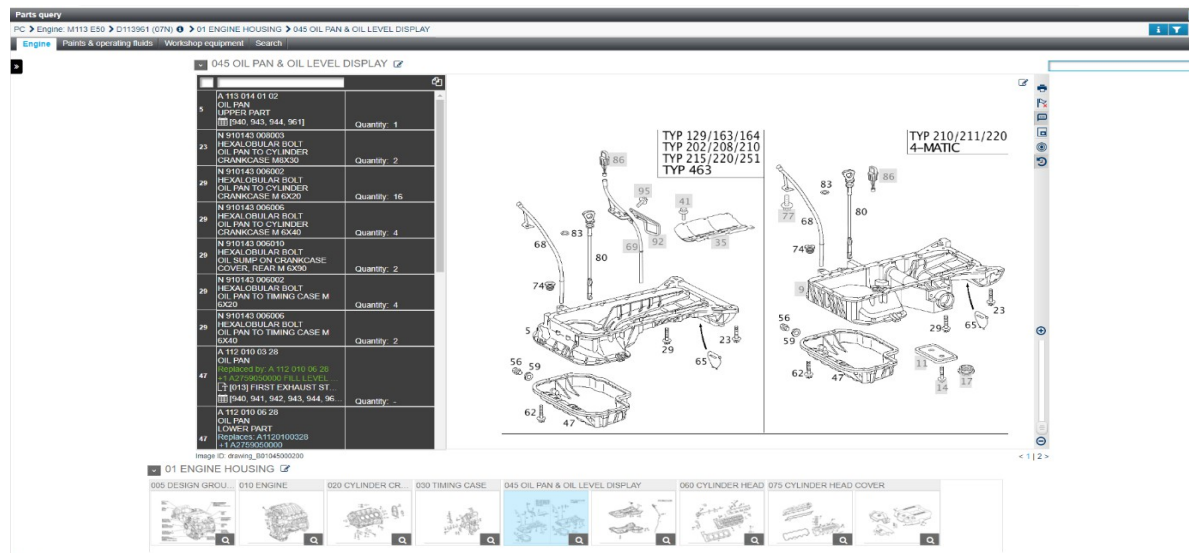 Parts query
PC > Engine: M113 E50 > D113961 (07N) > 01 ENGINE HOUSING > 045 OIL PAN & OIL LEVEL DISPLAY
Engine Paints & operating fluids Workshop equipment Search
045 OIL PAN & OIL LEVEL DISPLAY
5
A 113 014 01 02
OIL PAN
UPPER PART
[940, 943, 944, 961]
Quantity: 1
23
N 910143 008003
HEXALOBULAR BOLT
OIL PAN TO CYLINDER
CRANKCASE M8X30
Quantity: 2
29
N 910143 006002
HEXALOBULAR BOLT
OIL PAN TO CYLINDER
CRANKCASE M 6X20
Quantity: 16
29
N 910143 006006
HEXALOBULAR BOLT
OIL PAN TO CYLINDER
CRANKCASE M 6X40
Quantity: 4
29
N 910143 006010
HEXALOBULAR BOLT
OIL SUMP ON CRANKCASE
COVER, REAR M 6X90
Quantity: 2
29
N 910143 006002
HEXALOBULAR BOLT
OIL PAN TO TIMING CASE M
6X20
Quantity: 4
29
N 910143 006006
HEXALOBULAR BOLT
OIL PAN TO TIMING CASE M
6X40
Quantity: 2
47
A 112 010 03 28
OIL PAN
Replaced by: A 112 010 06 28
+1 A2759050000 FILL LEVEL ...
[013] FIRST EXHAUST ST...
[940, 941, 942, 943, 944, 96...
Quantity: -
47
A 112 010 06 28
OIL PAN
LOWER PART
Replaces: A1120100328
+1 A2759050000
TYP 129/163/164
TYP 202/208/210
TYP 215/220/251
TYP 463
86
95
41
68
83
80
69
92
35
74
5
29
65
23
56
59
62
47
TYP 210/211/220
4-MATIC
83
86
77
68
80
74
9
23
29
65
56
59
62
47
11
14
17
Image ID: drawing_B01045000200
< 1 | 2 >
01 ENGINE HOUSING
005 DESIGN GROU... 010 ENGINE 020 CYLINDER CR... 030 TIMING CASE 045 OIL PAN & OIL LEVEL DISPLAY 060 CYLINDER HEAD 075 CYLINDER HEAD COVER